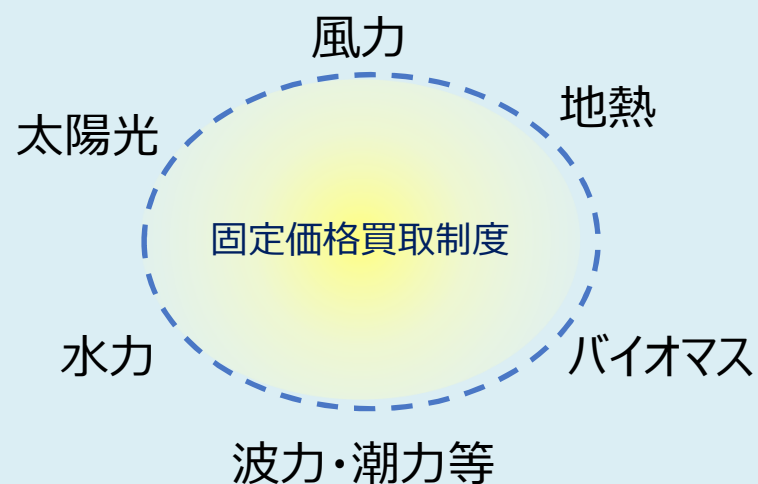 風力
地熱
太陽光
固定価格買取制度
水力
バイオマス
波力・潮力等